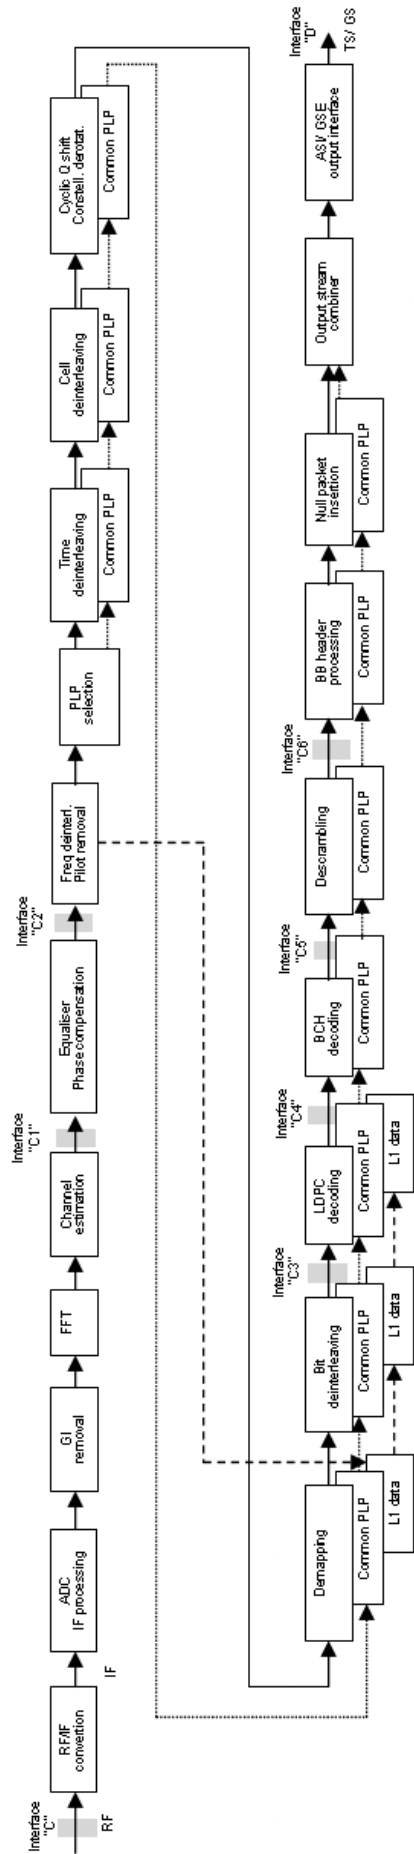 Interface
"C"
RF
RF/IF
convertion
IF
ADC
IF processing
GI
removal
FFT
Channel
estimation
Interface
"C1"
Equaliser
Phase compensation
Interface
"C2"
Freq deinterl.
Pilot removal
PLP
selection
Time
deinterleaving
Common PLP
Cell
deinterleaving
Common PLP
Cyclic Q shift
Constell. derotat.
Common PLP
Demapping
Common PLP
L1 data
Bit
deinterleaving
Common PLP
L1 data
Interface
"C3"
LDPC
decoding
Common PLP
L1 data
Interface
"C4"
BCH
decoding
Common PLP
Interface
"C5"
Descrambling
Common PLP
Interface
"C6"
BB header
processing
Common PLP
Null packet
insertion
Common PLP
Output stream
combiner
ASI/ GSE
output interface
Interface
"D"
TS/ GS